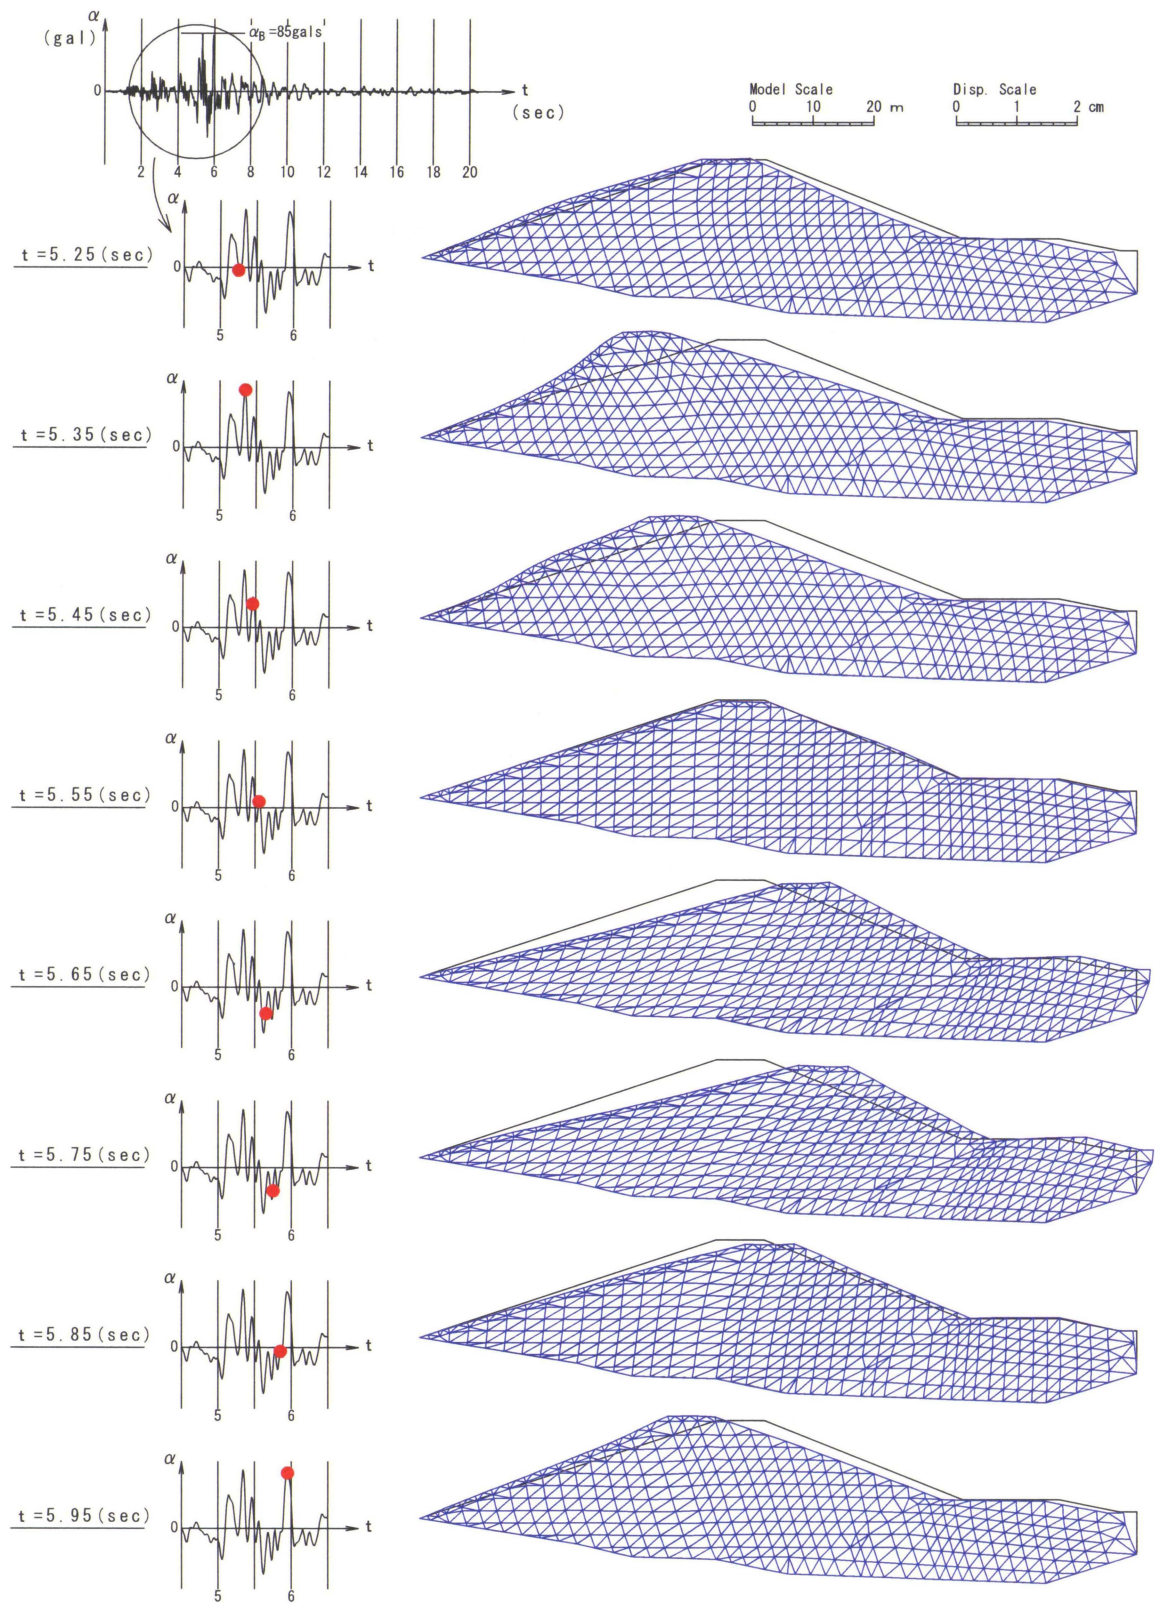 α
(gal)
α_B =85gals
0
t
(sec)
2 4 6 8 10 12 14 16 18 20
Model Scale
0 10 20 m
Disp. Scale
0 1 2 cm
α
t=5.25(sec)
0
t
5 6
α
t=5.35(sec)
0
t
5 6
α
t=5.45(sec)
0
t
5 6
α
t=5.55(sec)
0
t
5 6
α
t=5.65(sec)
0
t
5 6
α
t=5.75(sec)
0
t
5 6
α
t=5.85(sec)
0
t
5 6
α
t=5.95(sec)
0
t
5 6